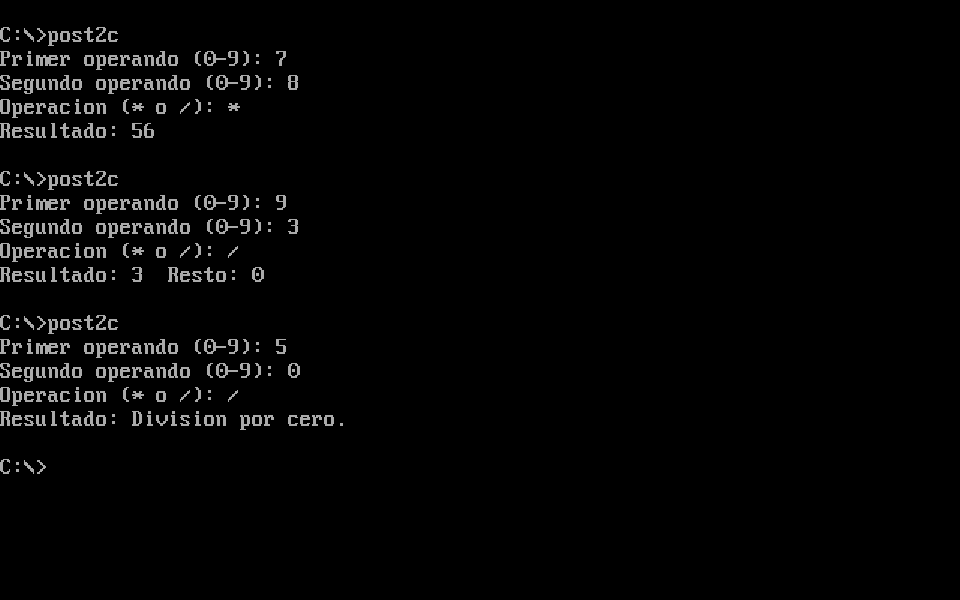 C:\>post2c
Primer operando (0-9): 7
Segundo operando (0-9): 8
Operacion (* o /): *
Resultado: 56
C:\>post2c
Primer operando (0-9): 9
Segundo operando (0-9): 3
Operacion (* o /): /
Resultado: 3  Resto: 0
C:\>post2c
Primer operando (0-9): 5
Segundo operando (0-9): 0
Operacion (* o /): /
Resultado: Division por cero.
C:\>